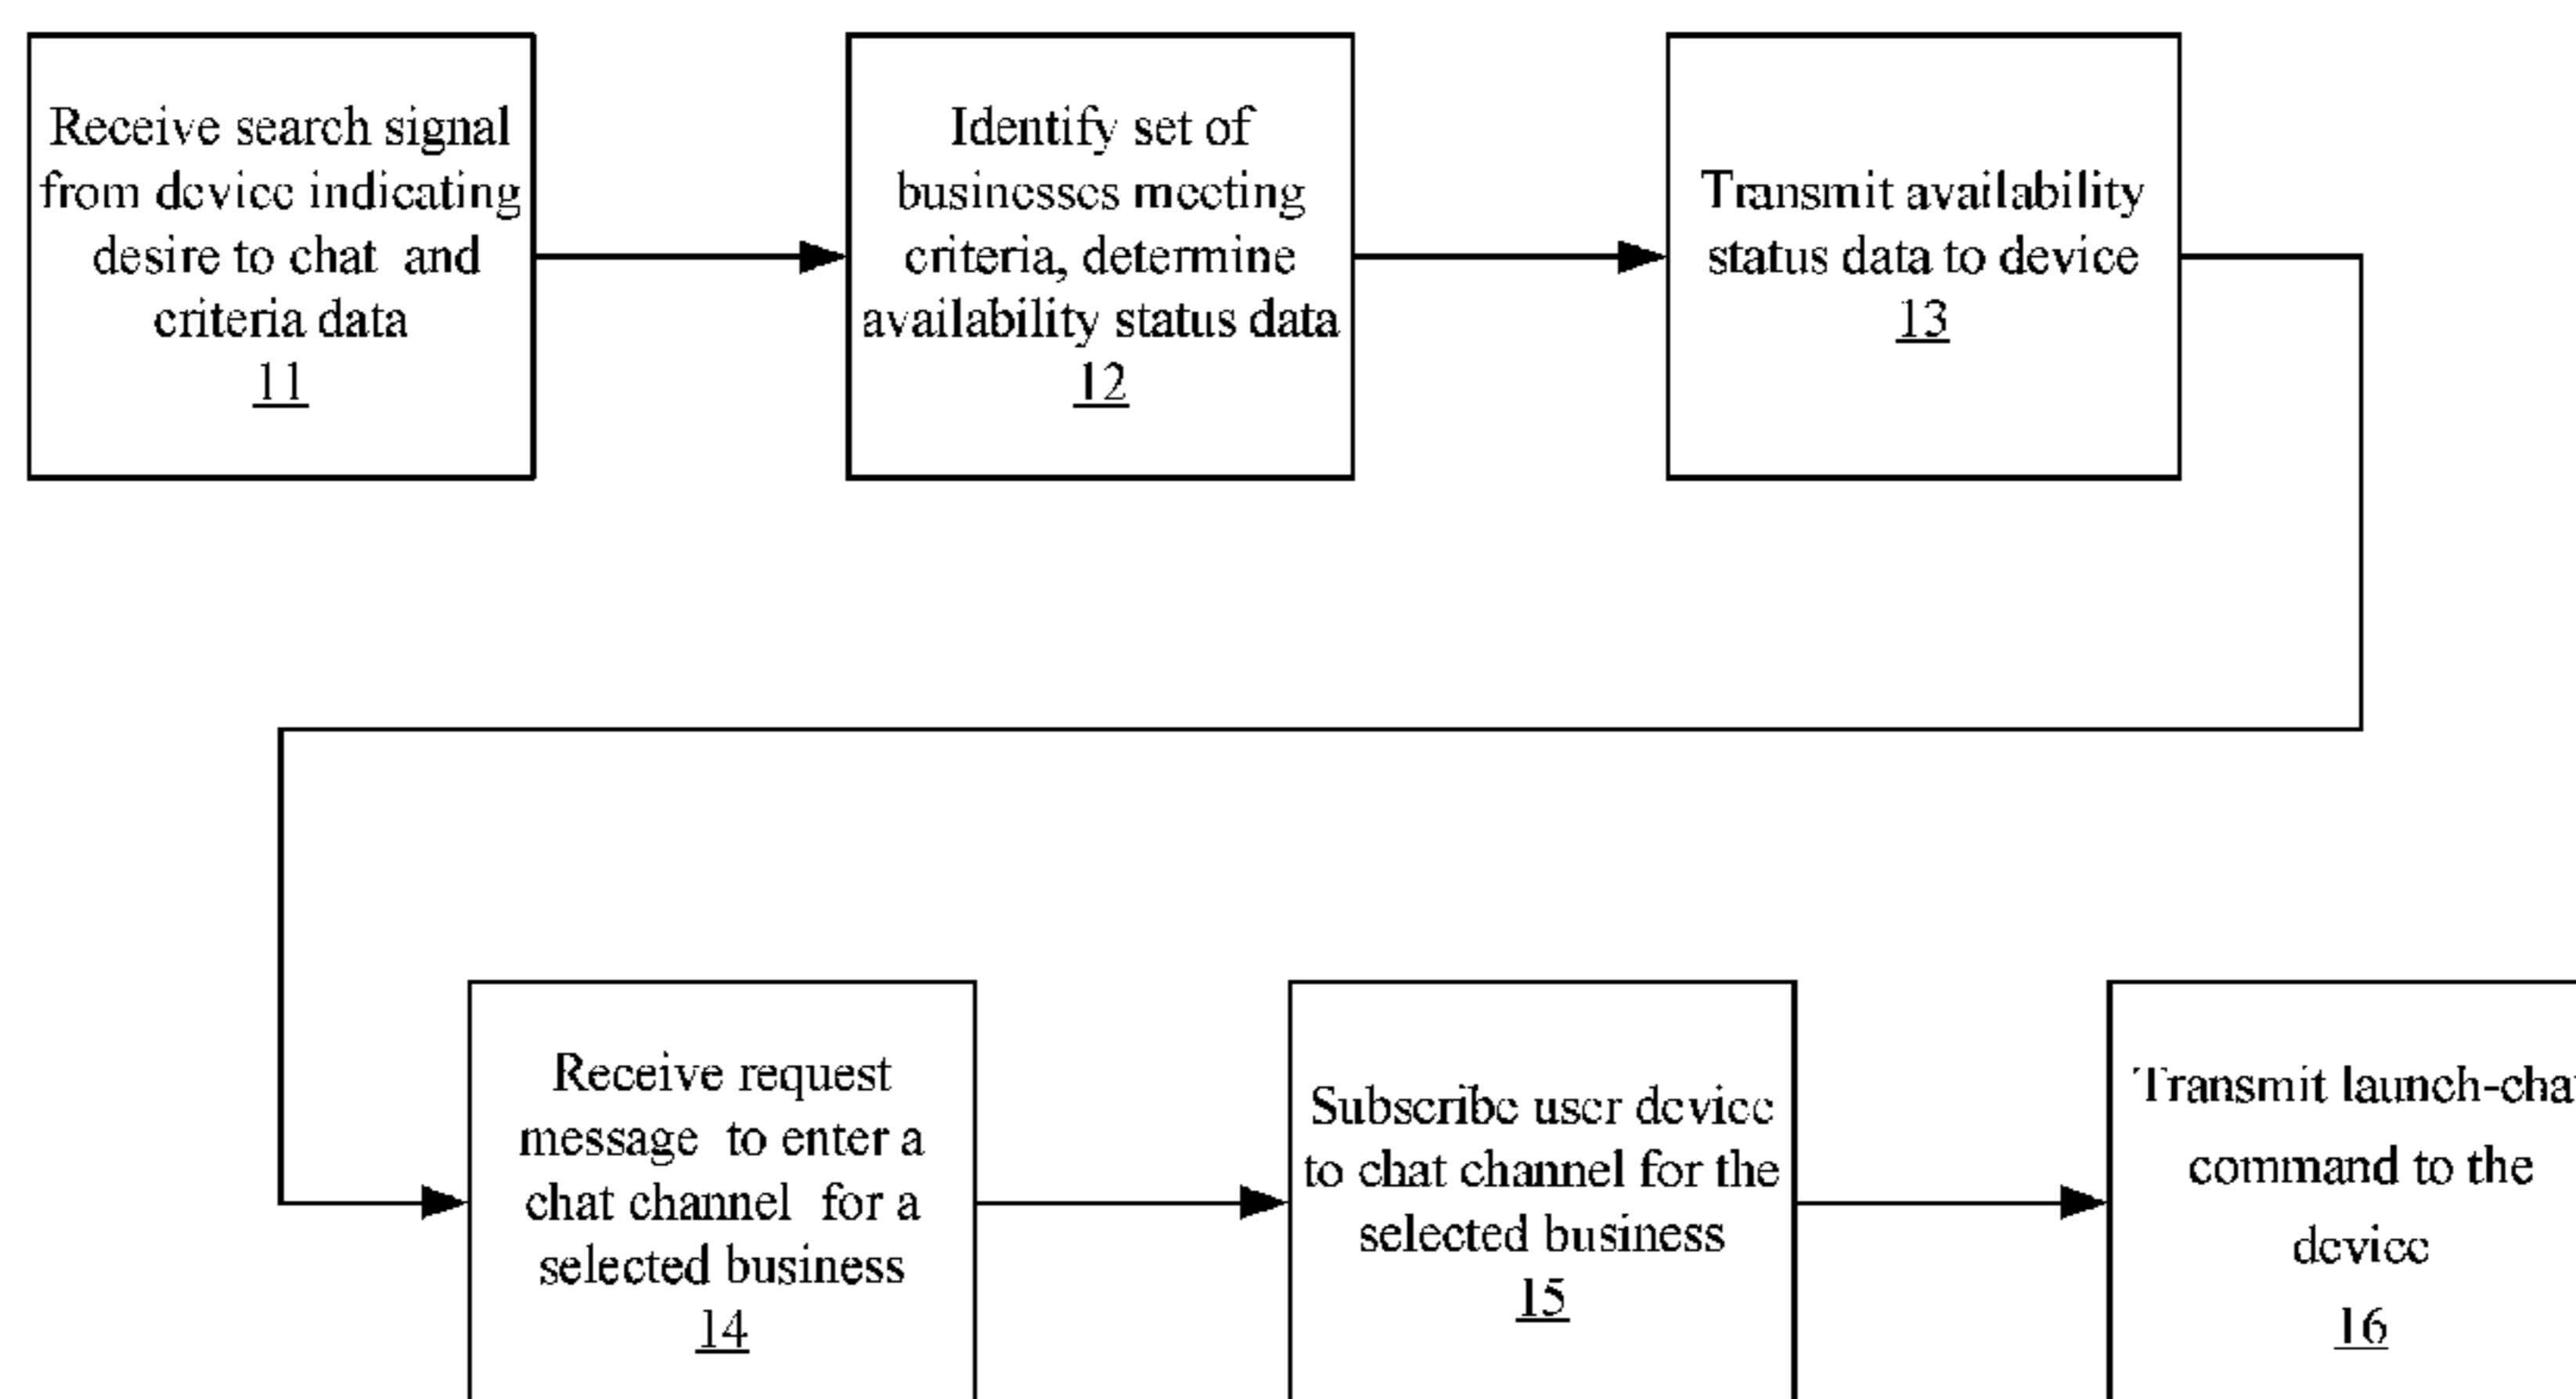 Receive search signal
from device indicating
desire to chat and
criteria data
11
Identify set of
businesses meeting
criteria, determine
availability status data
12
Transmit availability
status data to device
13
Receive request
message to enter a
chat channel for a
selected business
14
Subscribe user device
to chat channel for the
selected business
15
Transmit launch-chat
command to the
device
16